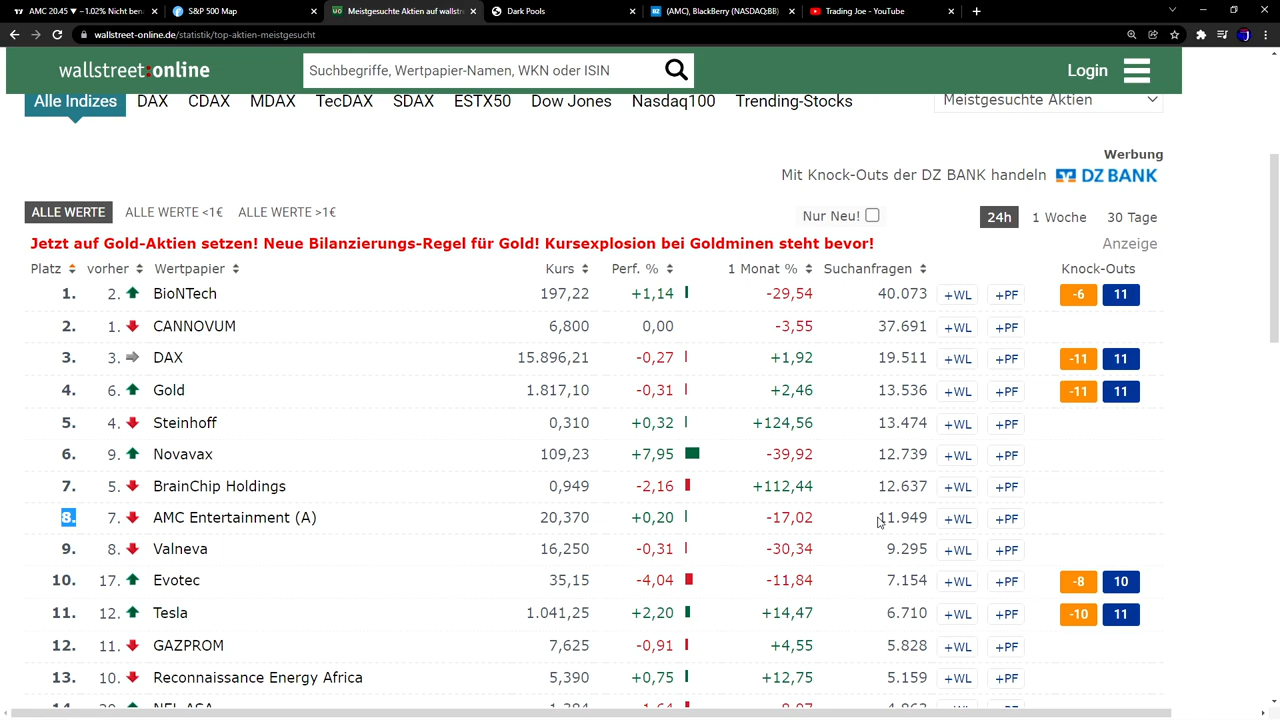 AMC 20.45 ▼ −1.02% Nicht ben
S&P 500 Map
Meistgesuchte Aktien auf wallstre
Dark Pools
(AMC), BlackBerry (NASDAQ:BB)
Trading Joe - YouTube
wallstreet-online.de/statistik/top-aktien-meistgesucht
wallstreet:online
Suchbegriffe, Wertpapier-Namen, WKN oder ISIN
Login
Alle Indizes DAX CDAX MDAX TecDAX SDAX ESTX50 Dow Jones Nasdaq100 Trending-Stocks Meistgesuchte Aktien
Werbung
Mit Knock-Outs der DZ BANK handeln DZ BANK
ALLE WERTE ALLE WERTE <1€ ALLE WERTE >1€ Nur Neu! 24h 1 Woche 30 Tage
Jetzt auf Gold-Aktien setzen! Neue Bilanzierungs-Regel für Gold! Kursexplosion bei Goldminen steht bevor! Anzeige
Platz vorher Wertpapier Kurs Perf. % 1 Monat % Suchanfragen Knock-Outs
1. 2. BioNTech 197,22 +1,14 -29,54 40.073 +WL +PF -6 11
2. 1. CANNOVUM 6,800 0,00 -3,55 37.691 +WL +PF
3. 3. DAX 15.896,21 -0,27 +1,92 19.511 +WL +PF -11 11
4. 6. Gold 1.817,10 -0,31 +2,46 13.536 +WL +PF -11 11
5. 4. Steinhoff 0,310 +0,32 +124,56 13.474 +WL +PF
6. 9. Novavax 109,23 +7,95 -39,92 12.739 +WL +PF
7. 5. BrainChip Holdings 0,949 -2,16 +112,44 12.637 +WL +PF
8. 7. AMC Entertainment (A) 20,370 +0,20 -17,02 11.949 +WL +PF
9. 8. Valneva 16,250 -0,31 -30,34 9.295 +WL +PF
10. 17. Evotec 35,15 -4,04 -11,84 7.154 +WL +PF -8 10
11. 12. Tesla 1.041,25 +2,20 +14,47 6.710 +WL +PF -10 11
12. 11. GAZPROM 7,625 -0,91 +4,55 5.828 +WL +PF
13. 10. Reconnaissance Energy Africa 5,390 +0,75 +12,75 5.159 +WL +PF